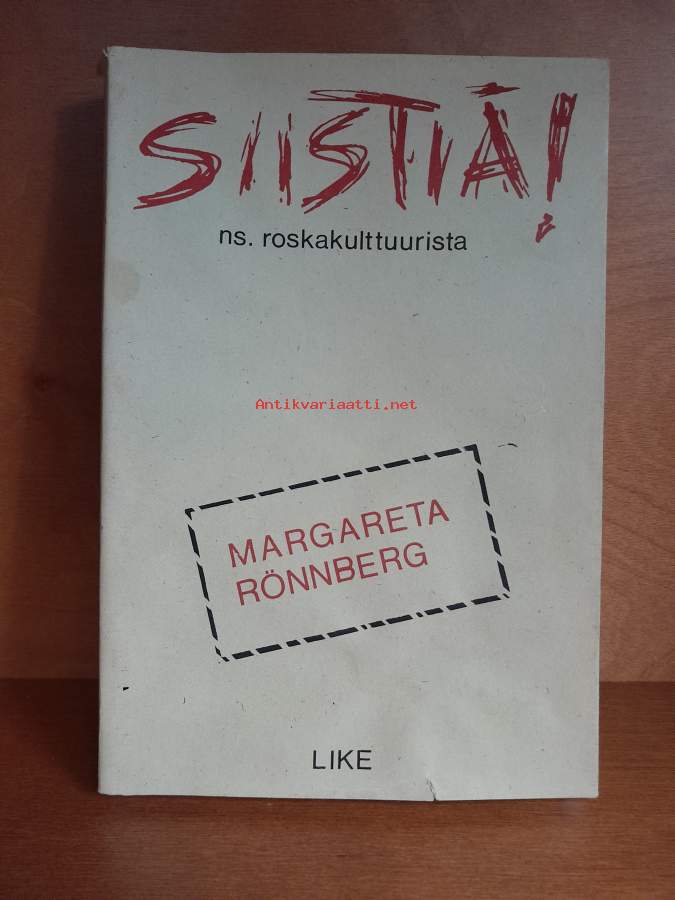 SIISTIÄ!
ns. roskakulttuurista
Antikvariaatti.net
MARGARETA
RÖNNBERG
LIKE